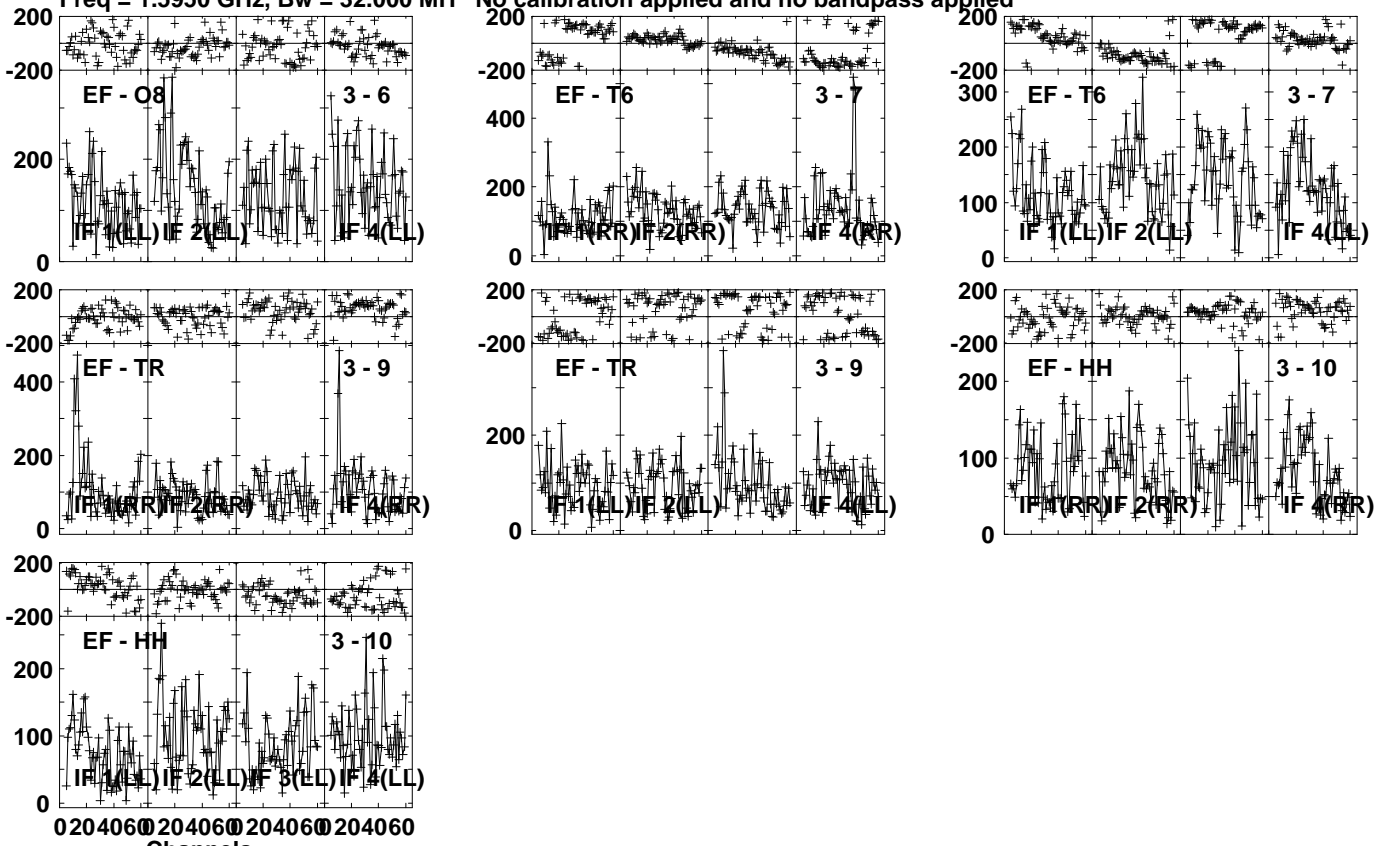 Freq = 1.5950 GHz, Bw = 32.000 MH No calibration applied and no bandpass applied
200
-200
EF - O8 3 - 6
200
0
IF 1(LL) IF 2(LL) IF 4(LL)
200
-200
EF - T6 3 - 7
400
200
0
IF 1(RR) IF 2(RR) IF 4(RR)
200
-200
EF - T6 3 - 7
300
200
100
0
IF 1(LL) IF 2(LL) IF 4(LL)
200
-200
EF - TR 3 - 9
400
200
0
IF 1(RR) IF 2(RR) IF 4(RR)
200
-200
EF - TR 3 - 9
200
0
IF 1(LL) IF 2(LL) IF 4(LL)
200
-200
EF - HH 3 - 10
200
100
0
IF 1(RR) IF 2(RR) IF 4(RR)
200
-200
EF - HH 3 - 10
200
100
0
IF 1(LL) IF 2(LL) IF 3(LL) IF 4(LL)
0 20 40 60 0 20 40 60 0 20 40 60 0 20 40 60
Channels